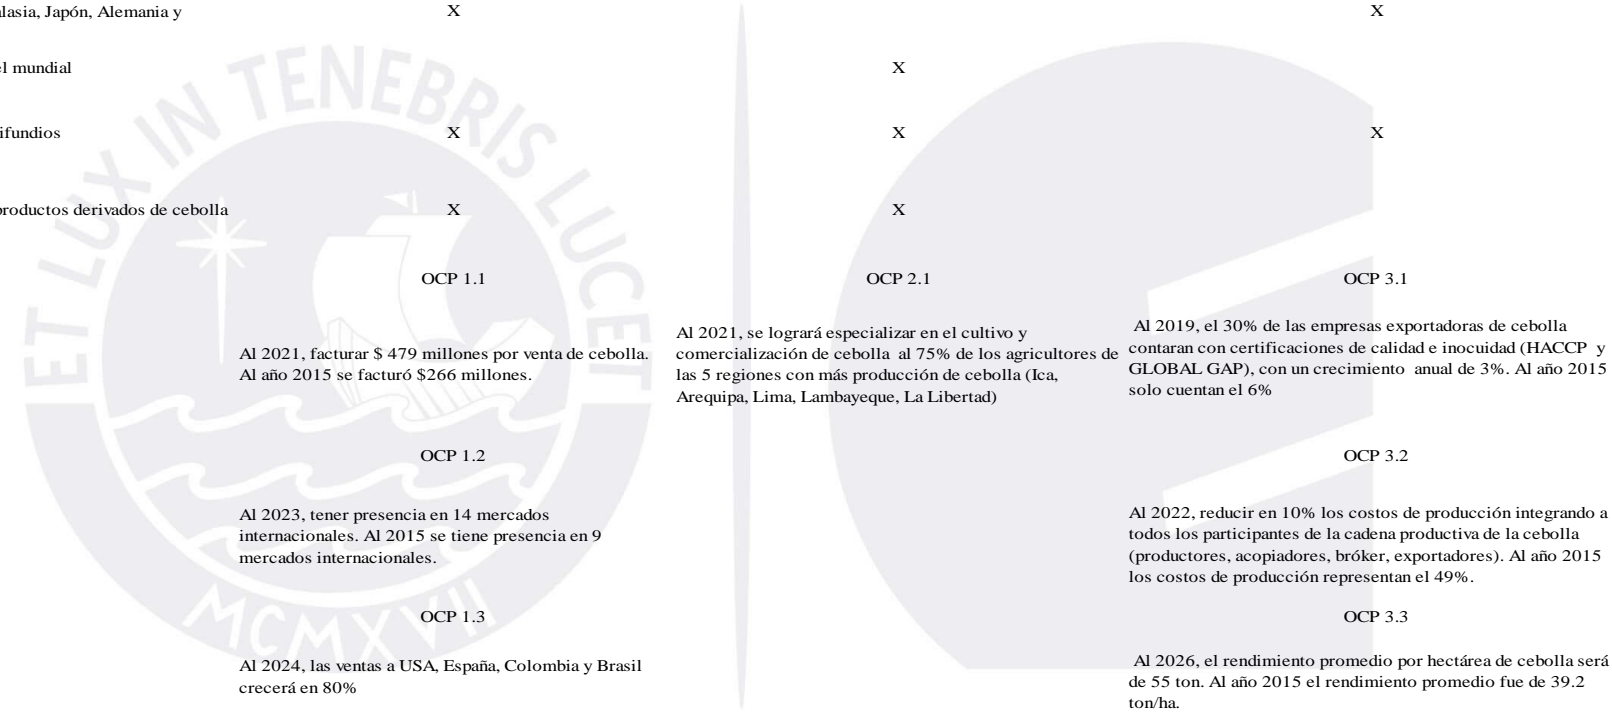 alasia, Japón, Alemania y
X
X
el mundial
X
ifundios
X
X
X
productos derivados de cebolla
X
X
OCP 1.1
OCP 2.1
OCP 3.1
Al 2021, facturar $ 479 millones por venta de cebolla.
Al año 2015 se facturó $266 millones.
Al 2021, se logrará especializar en el cultivo y
comercialización de cebolla al 75% de los agricultores de
las 5 regiones con más producción de cebolla (Ica,
Arequipa, Lima, Lambayeque, La Libertad)
Al 2019, el 30% de las empresas exportadoras de cebolla
contaran con certificaciones de calidad e inocuidad (HACCP y
GLOBAL GAP), con un crecimiento anual de 3%. Al año 2015
solo cuentan el 6%
OCP 1.2
OCP 3.2
Al 2023, tener presencia en 14 mercados
internacionales. Al 2015 se tiene presencia en 9
mercados internacionales.
Al 2022, reducir en 10% los costos de producción integrando a
todos los participantes de la cadena productiva de la cebolla
(productores, acopiadores, bróker, exportadores). Al año 2015
los costos de producción representan el 49%.
OCP 1.3
OCP 3.3
Al 2024, las ventas a USA, España, Colombia y Brasil
crecerá en 80%
Al 2026, el rendimiento promedio por hectárea de cebolla será
de 55 ton. Al año 2015 el rendimiento promedio fue de 39.2
ton/ha.
ET LUX IN TENEBRIS LUCET
MCMXVII